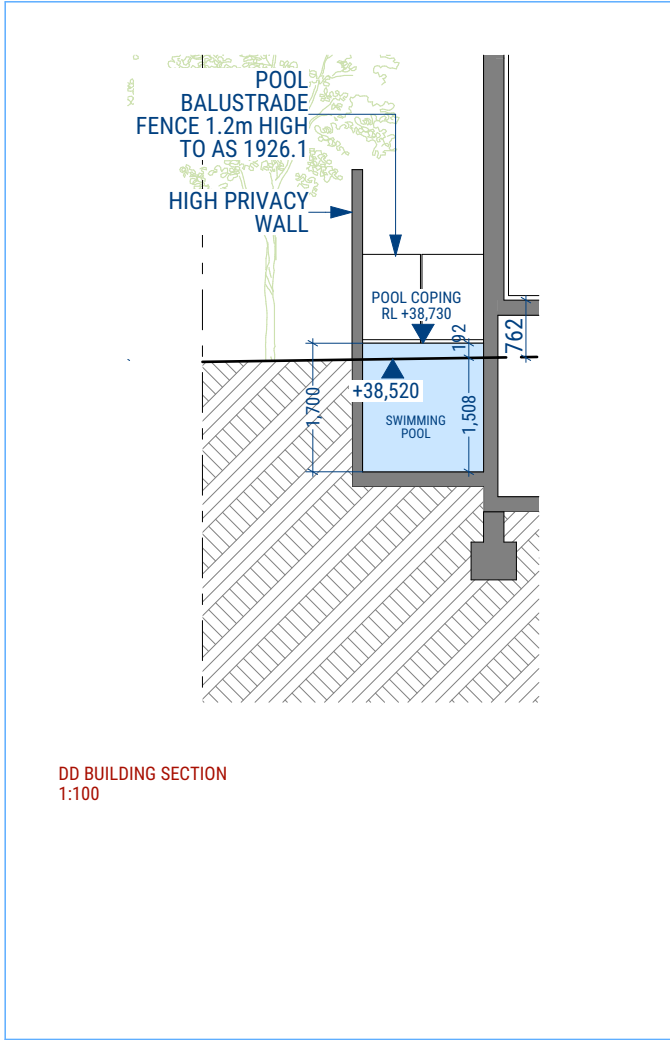 POOL
BALUSTRADE
FENCE 1.2m HIGH
TO AS 1926.1
HIGH PRIVACY
WALL
POOL COPING
RL +38,730
192
762
+38,520
1,700
1,508
SWIMMING
POOL
DD BUILDING SECTION
1:100